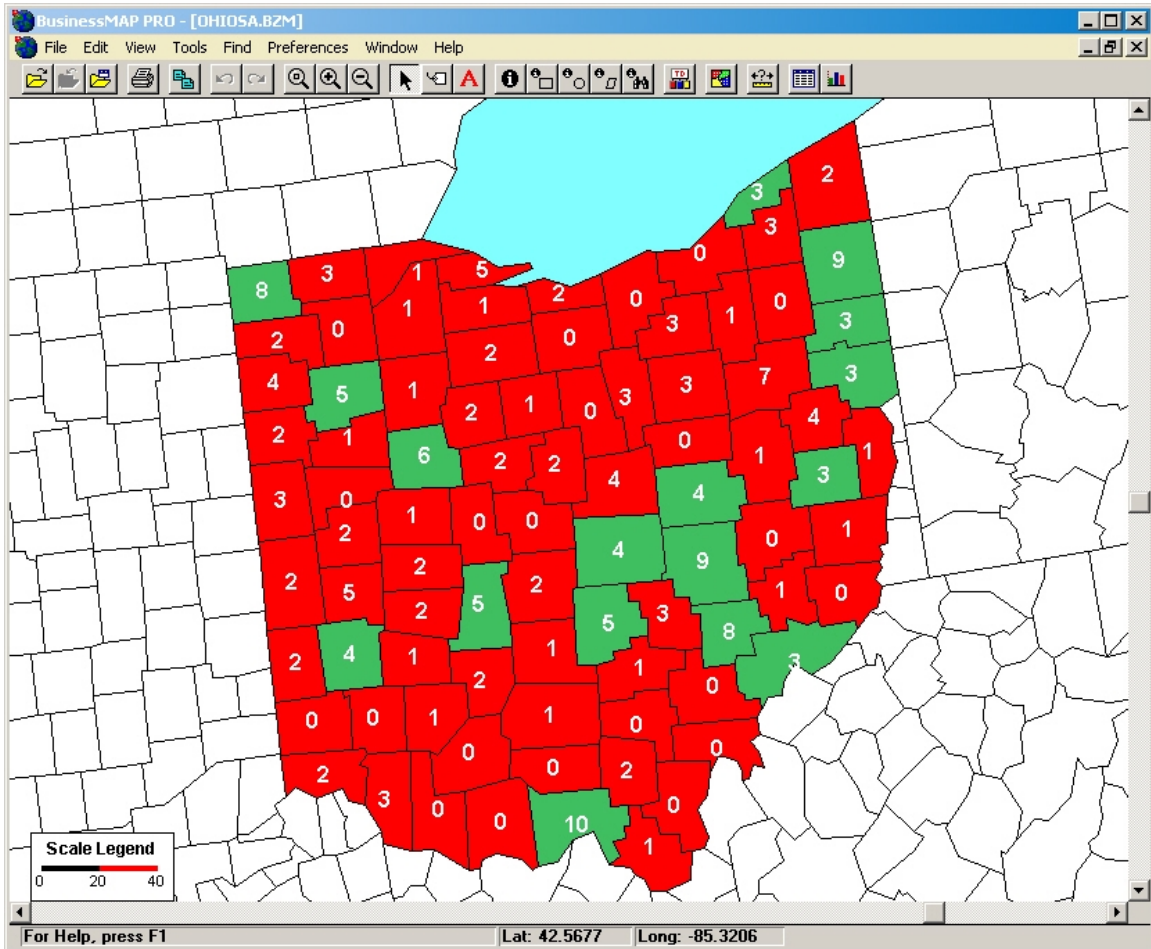 BusinessMAP PRO - [OHIOSA.BZM]
File Edit View Tools Find Preferences Window Help
A TD
2
3
3
9
0
8 3 1 5
1 1 2 0 3 1 0 3
2 0 2 0
4 5 1 2 1 0 3 3 7 3
2 1 6 2 2 4 0 1 4 1
3 0 1 0 0 4 3
2 2 4 9 0 1
2 5 2 5 2 1 0
2 5 3 8
2 4 1 2 1 1 0 3
0 0 1 1 0 0
2 0 0 2
3 0 0 10 0
1
Scale Legend
0 20 40
For Help, press F1 Lat: 42.5677 Long: -85.3206